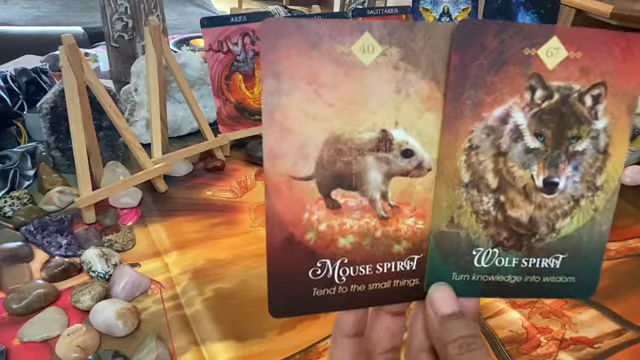 ARIES
SAGITTARIUS
40
MOUSE SPIRIT
Tend to the small things.
67
WOLF SPIRIT
Turn knowledge into wisdom.